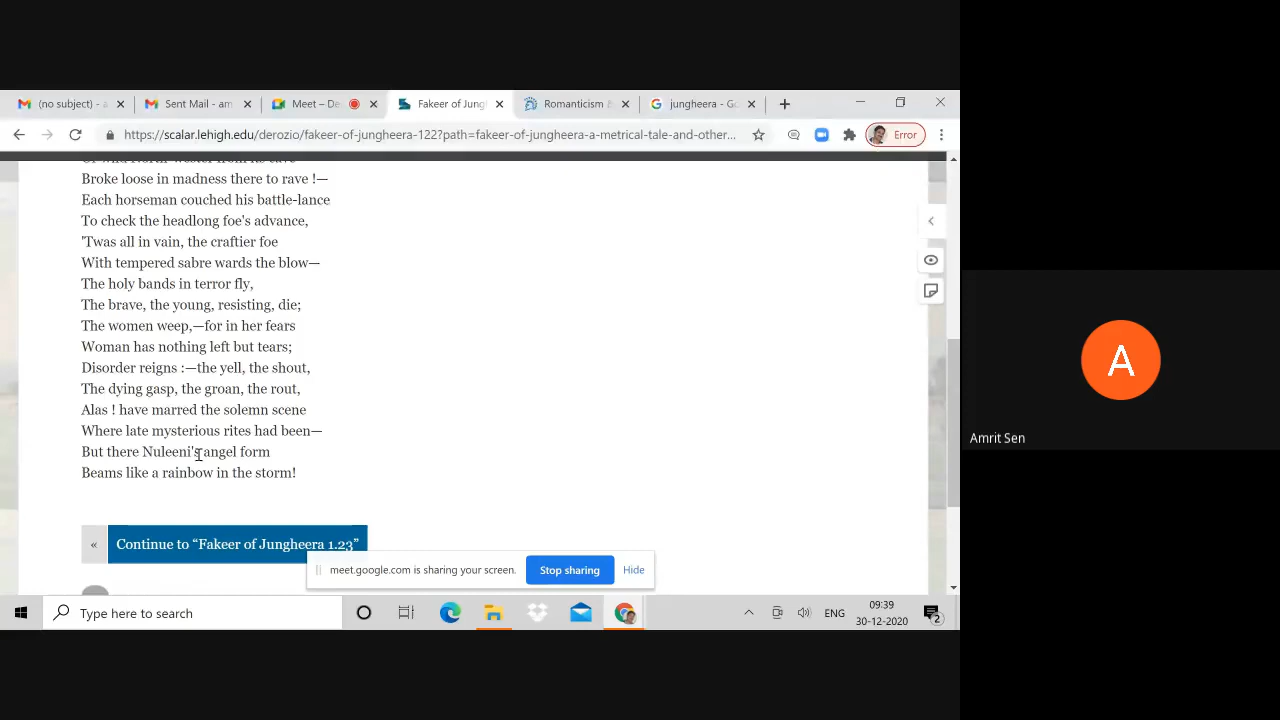 (no subject) - a
Sent Mail - am
Meet – De
Fakeer of Jung
Romanticism &
jungheera - Go
https://scalar.lehigh.edu/derozio/fakeer-of-jungheera-122?path=fakeer-of-jungheera-a-metrical-tale-and-other...
Error
Broke loose in madness there to rave !—
Each horseman couched his battle-lance
To check the headlong foe's advance,
'Twas all in vain, the craftier foe
With tempered sabre wards the blow—
The holy bands in terror fly,
The brave, the young, resisting, die;
The women weep,—for in her fears
Woman has nothing left but tears;
Disorder reigns :—the yell, the shout,
The dying gasp, the groan, the rout,
Alas ! have marred the solemn scene
Where late mysterious rites had been—
But there Nuleeni's angel form
Beams like a rainbow in the storm!
« Continue to “Fakeer of Jungheera 1.23”
meet.google.com is sharing your screen. Stop sharing Hide
Type here to search
ENG
09:39
30-12-2020
2
A
Amrit Sen